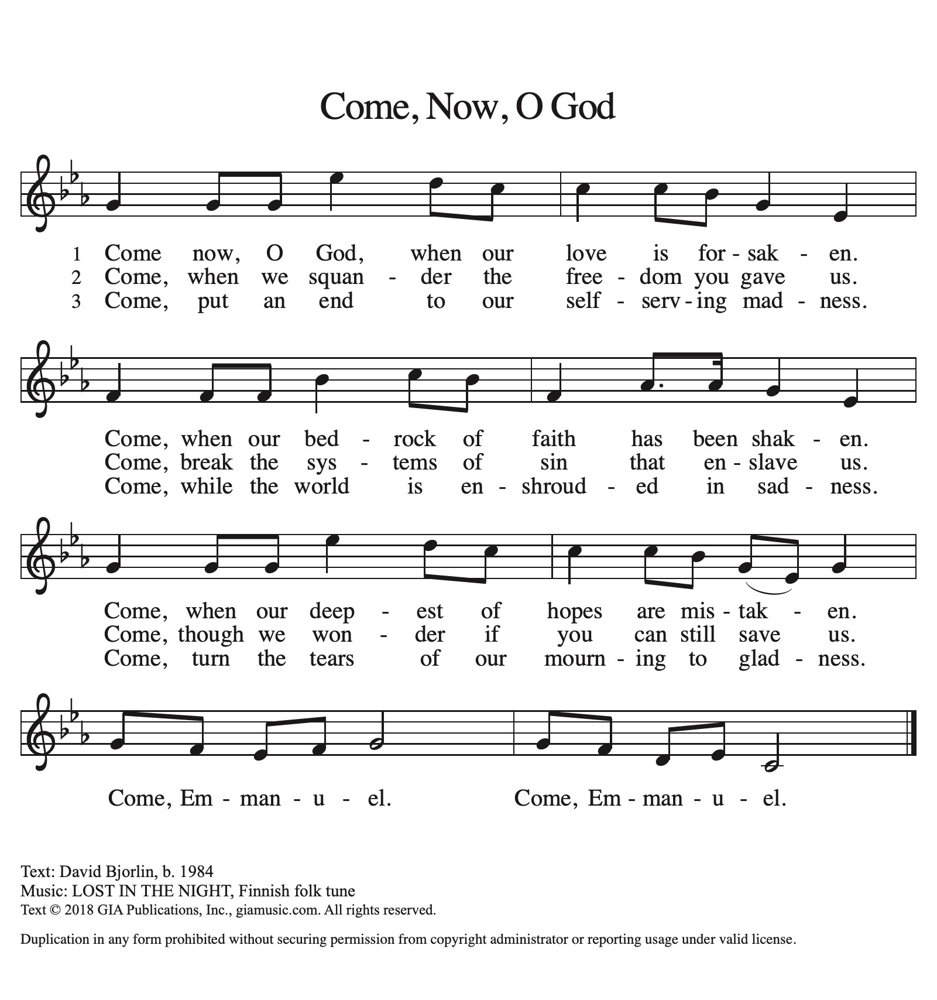 Come, Now, O God
1 Come now, O God, when our love is for - sak - en.
2 Come, when we squan - der the free - dom you gave us.
3 Come, put an end to our self - serv - ing mad - ness.
Come, when our bed - rock of faith has been shak - en.
Come, break the sys - tems of sin that en - slave us.
Come, while the world is en - shroud - ed in sad - ness.
Come, when our deep - est of hopes are mis - tak - en.
Come, though we won - der if you can still save us.
Come, turn the tears of our mourn - ing to glad - ness.
Come, Em - man - u - el. Come, Em - man - u - el.
Text: David Bjorlin, b. 1984
Music: LOST IN THE NIGHT, Finnish folk tune
Text © 2018 GIA Publications, Inc., giamusic.com. All rights reserved.
Duplication in any form prohibited without securing permission from copyright administrator or reporting usage under valid license.